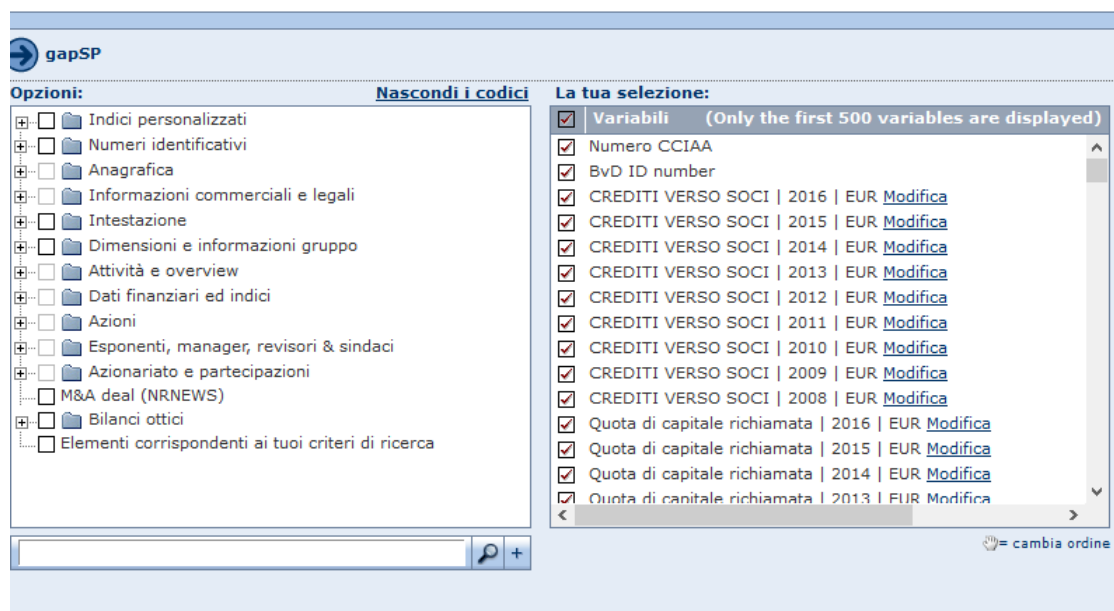 gapSP
Opzioni:
Nascondi i codici
Indici personalizzati
Numeri identificativi
Anagrafica
Informazioni commerciali e legali
Intestazione
Dimensioni e informazioni gruppo
Attività e overview
Dati finanziari ed indici
Azioni
Esponenti, manager, revisori & sindaci
Azionariato e partecipazioni
M&A deal (NRNEWS)
Bilanci ottici
Elementi corrispondenti ai tuoi criteri di ricerca
+
La tua selezione:
Variabili (Only the first 500 variables are displayed)
Numero CCIAA
BvD ID number
CREDITI VERSO SOCI | 2016 | EUR Modifica
CREDITI VERSO SOCI | 2015 | EUR Modifica
CREDITI VERSO SOCI | 2014 | EUR Modifica
CREDITI VERSO SOCI | 2013 | EUR Modifica
CREDITI VERSO SOCI | 2012 | EUR Modifica
CREDITI VERSO SOCI | 2011 | EUR Modifica
CREDITI VERSO SOCI | 2010 | EUR Modifica
CREDITI VERSO SOCI | 2009 | EUR Modifica
CREDITI VERSO SOCI | 2008 | EUR Modifica
Quota di capitale richiamata | 2016 | EUR Modifica
Quota di capitale richiamata | 2015 | EUR Modifica
Quota di capitale richiamata | 2014 | EUR Modifica
Quota di capitale richiamata | 2013 | EUR Modifica
= cambia ordine